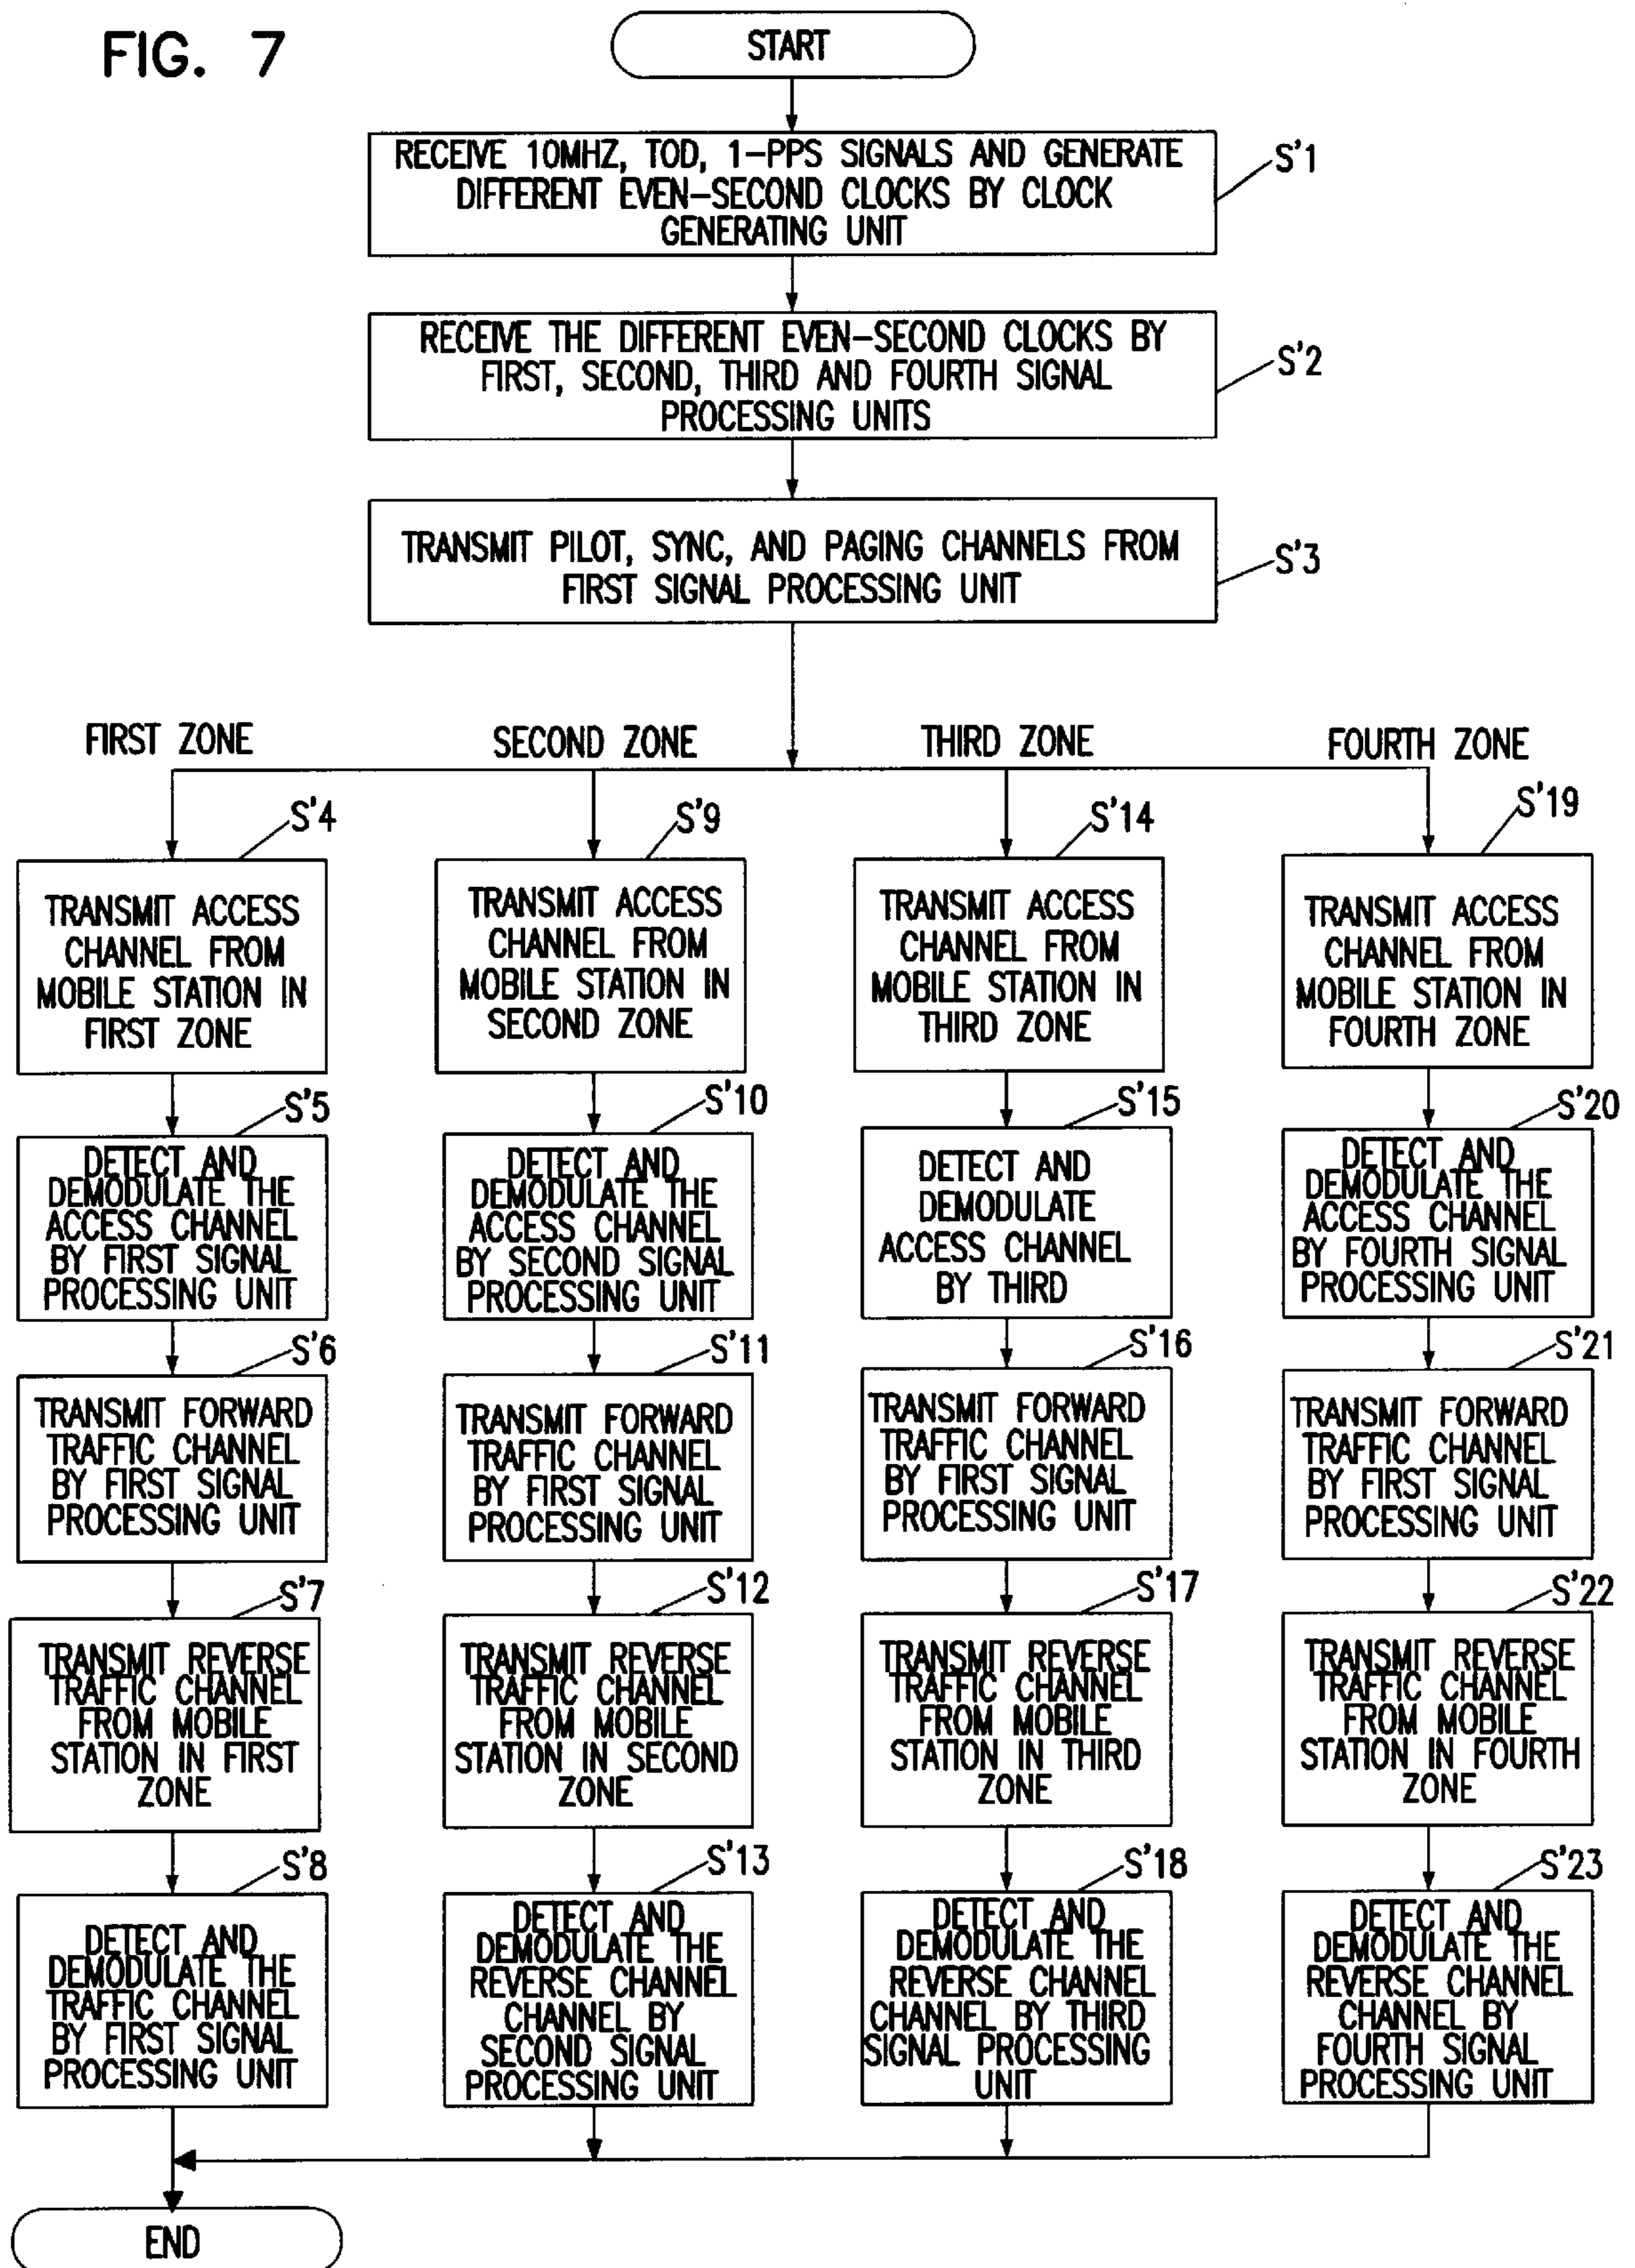 FIG. 7
START
RECEIVE 10MHZ, TOD, 1-PPS SIGNALS AND GENERATE
DIFFERENT EVEN-SECOND CLOCKS BY CLOCK
GENERATING UNIT
S'1
RECEIVE THE DIFFERENT EVEN-SECOND CLOCKS BY
FIRST, SECOND, THIRD AND FOURTH SIGNAL
PROCESSING UNITS
S'2
TRANSMIT PILOT, SYNC, AND PAGING CHANNELS FROM
FIRST SIGNAL PROCESSING UNIT
S'3
FIRST ZONE
S'4
TRANSMIT ACCESS
CHANNEL FROM
MOBILE STATION IN
FIRST ZONE
S'5
DETECT AND
DEMODULATE THE
ACCESS CHANNEL
BY FIRST SIGNAL
PROCESSING UNIT
S'6
TRANSMIT FORWARD
TRAFFIC CHANNEL
BY FIRST SIGNAL
PROCESSING UNIT
S'7
TRANSMIT REVERSE
TRAFFIC CHANNEL
FROM MOBILE
STATION IN FIRST
ZONE
S'8
DETECT AND
DEMODULATE THE
TRAFFIC CHANNEL
BY FIRST SIGNAL
PROCESSING UNIT
SECOND ZONE
S'9
TRANSMIT ACCESS
CHANNEL FROM
MOBILE STATION IN
SECOND ZONE
S'10
DETECT AND
DEMODULATE THE
ACCESS CHANNEL
BY SECOND SIGNAL
PROCESSING UNIT
S'11
TRANSMIT FORWARD
TRAFFIC CHANNEL
BY FIRST SIGNAL
PROCESSING UNIT
S'12
TRANSMIT REVERSE
TRAFFIC CHANNEL
FROM MOBILE
STATION IN SECOND
ZONE
S'13
DETECT AND
DEMODULATE THE
REVERSE CHANNEL
CHANNEL BY
SECOND SIGNAL
PROCESSING UNIT
THIRD ZONE
S'14
TRANSMIT ACCESS
CHANNEL FROM
MOBILE STATION IN
THIRD ZONE
S'15
DETECT AND
DEMODULATE
ACCESS CHANNEL
BY THIRD
S'16
TRANSMIT FORWARD
TRAFFIC CHANNEL
BY FIRST SIGNAL
PROCESSING UNIT
S'17
TRANSMIT REVERSE
TRAFFIC CHANNEL
FROM MOBILE
STATION IN THIRD
ZONE
S'18
DETECT AND
DEMODULATE THE
REVERSE CHANNEL
CHANNEL BY THIRD
SIGNAL PROCESSING
UNIT
FOURTH ZONE
S'19
TRANSMIT ACCESS
CHANNEL FROM
MOBILE STATION IN
FOURTH ZONE
S'20
DETECT AND
DEMODULATE THE
ACCESS CHANNEL
BY FOURTH SIGNAL
PROCESSING UNIT
S'21
TRANSMIT FORWARD
TRAFFIC CHANNEL
BY FIRST SIGNAL
PROCESSING UNIT
S'22
TRANSMIT REVERSE
TRAFFIC CHANNEL
FROM MOBILE
STATION IN FOURTH
ZONE
S'23
DETECT AND
DEMODULATE THE
REVERSE CHANNEL
CHANNEL BY
FOURTH SIGNAL
PROCESSING UNIT
END